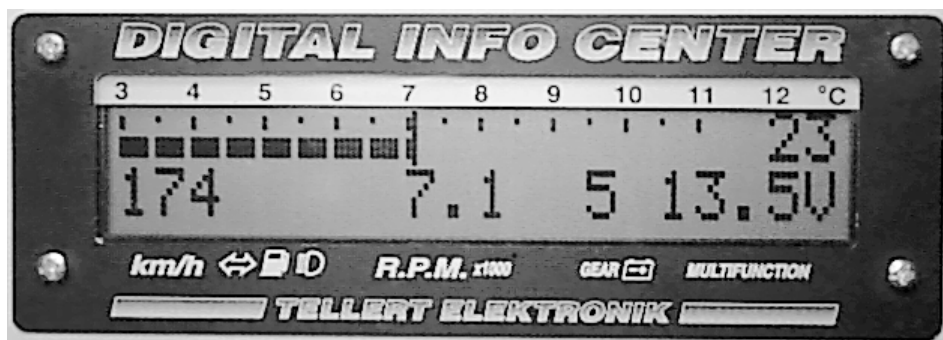 DIGITAL INFO CENTER
3 4 5 6 7 8 9 10 11 12 °C
23
174 7.1 5 13.5V
km/h R.P.M. x1000 GEAR MULTIFUNCTION
TELLERT ELEKTRONIK